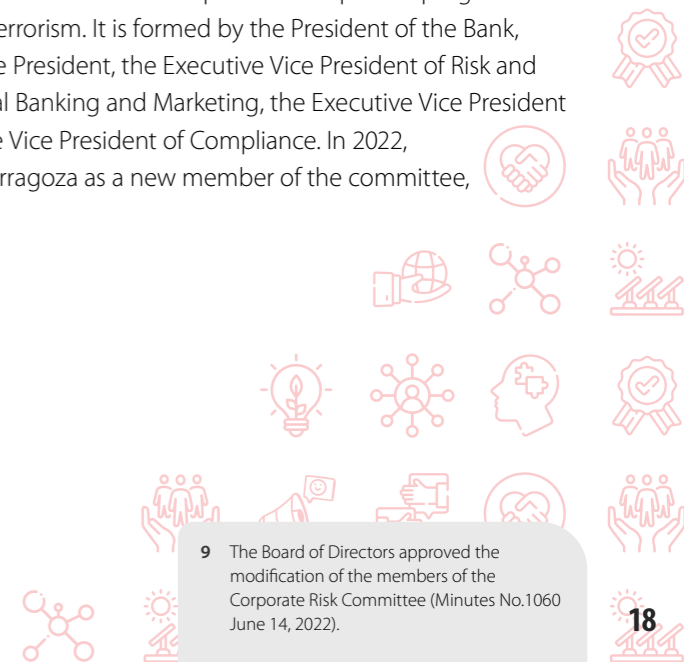 errorism. It is formed by the President of the Bank,
e President, the Executive Vice President of Risk and
al Banking and Marketing, the Executive Vice President
e Vice President of Compliance. In 2022,
rragoza as a new member of the committee,
9 The Board of Directors approved the
modification of the members of the
Corporate Risk Committee (Minutes No.1060
June 14, 2022).
18